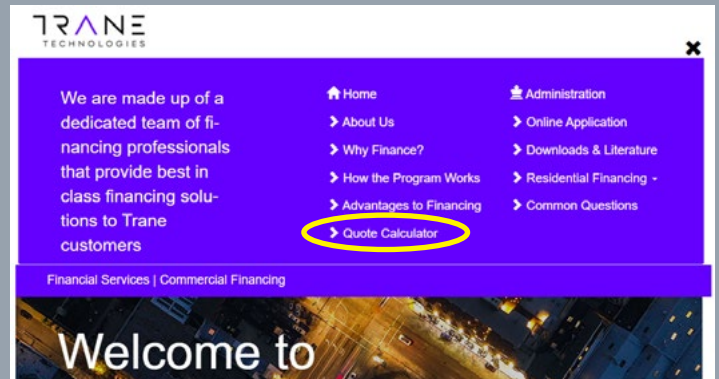 TRANE
TECHNOLOGIES
We are made up of a
dedicated team of fi-
nancing professionals
that provide best in
class financing solu-
tions to Trane
customers
Home
About Us
Why Finance?
How the Program Works
Advantages to Financing
Quote Calculator
Administration
Online Application
Downloads & Literature
Residential Financing
Common Questions
Financial Services | Commercial Financing
Welcome to